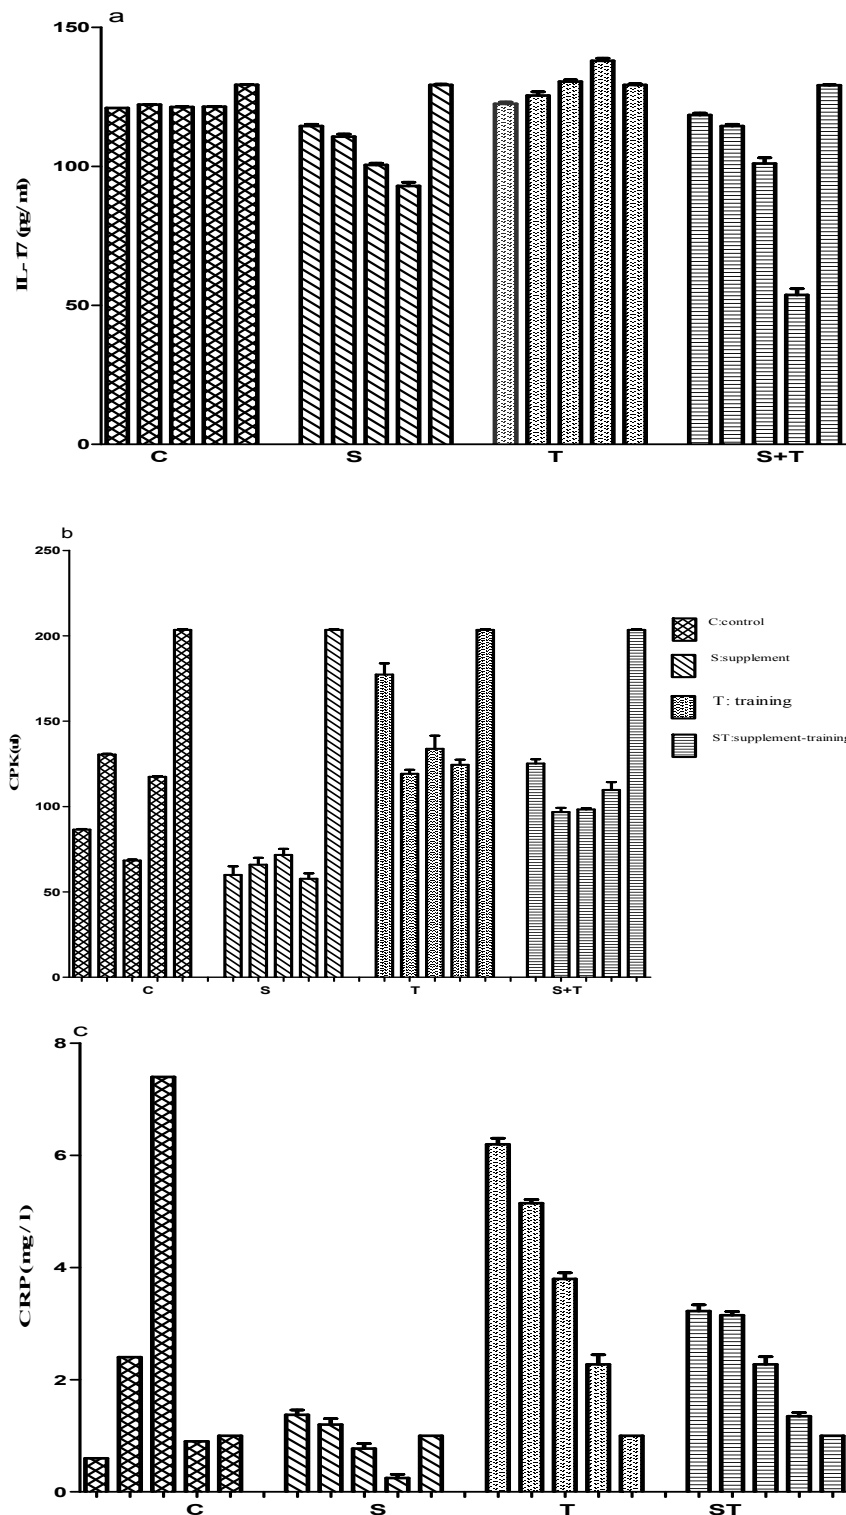 a
150
100
50
0
IL-17 (pg/ml)
C S T S+T
b
250
200
150
100
50
0
CPK(ul)
C S T S+T
C:control
S:supplement
T: training
ST:supplement-training
c
8
6
4
2
0
CRP (mg/l)
C S T ST